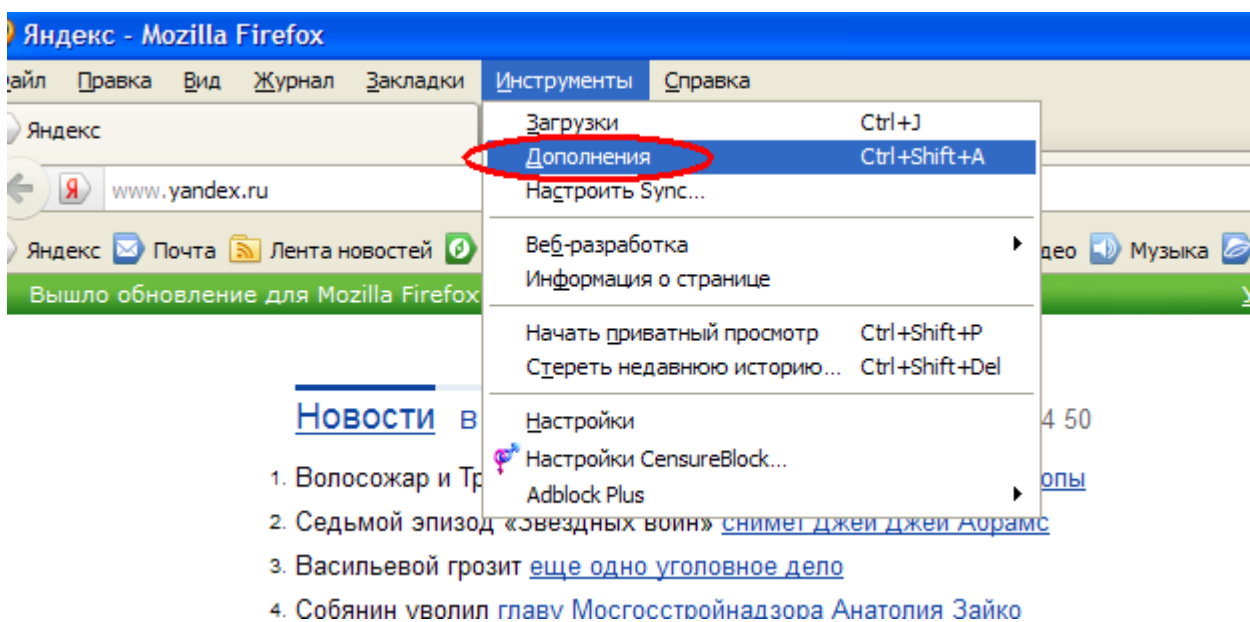 Яндекс - Mozilla Firefox
айл Правка Вид Журнал Закладки Инструменты Справка
Яндекс
Загрузки Ctrl+J
Дополнения Ctrl+Shift+A
www.yandex.ru
Настроить Sync...
Яндекс Почта Лента новостей део Музыка
Веб-разработка
Информация о странице
Вышло обновление для Mozilla Firefox
Начать приватный просмотр Ctrl+Shift+P
Стереть недавнюю историю... Ctrl+Shift+Del
Новости в 4 50
Настройки
Настройки CensureBlock...
1. Волосожар и Тр опы
Adblock Plus
2. Седьмой эпизод «Звездных войн» снимет Джей Джей Абрамс
3. Васильевой грозит еще одно уголовное дело
4. Собянин уволил главу Мосгосстройнадзора Анатолия Зайко